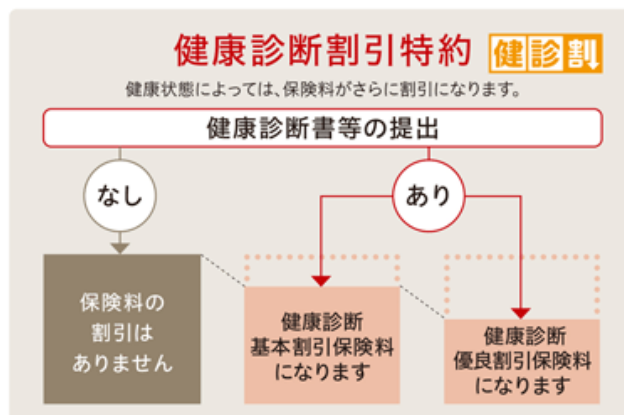 健康診断割引特約 健診割
健康状態によっては、保険料がさらに割引になります。
健康診断書等の提出
なし
あり
保険料の
割引は
ありません
健康診断
基本割引保険料
になります
健康診断
優良割引保険料
になります